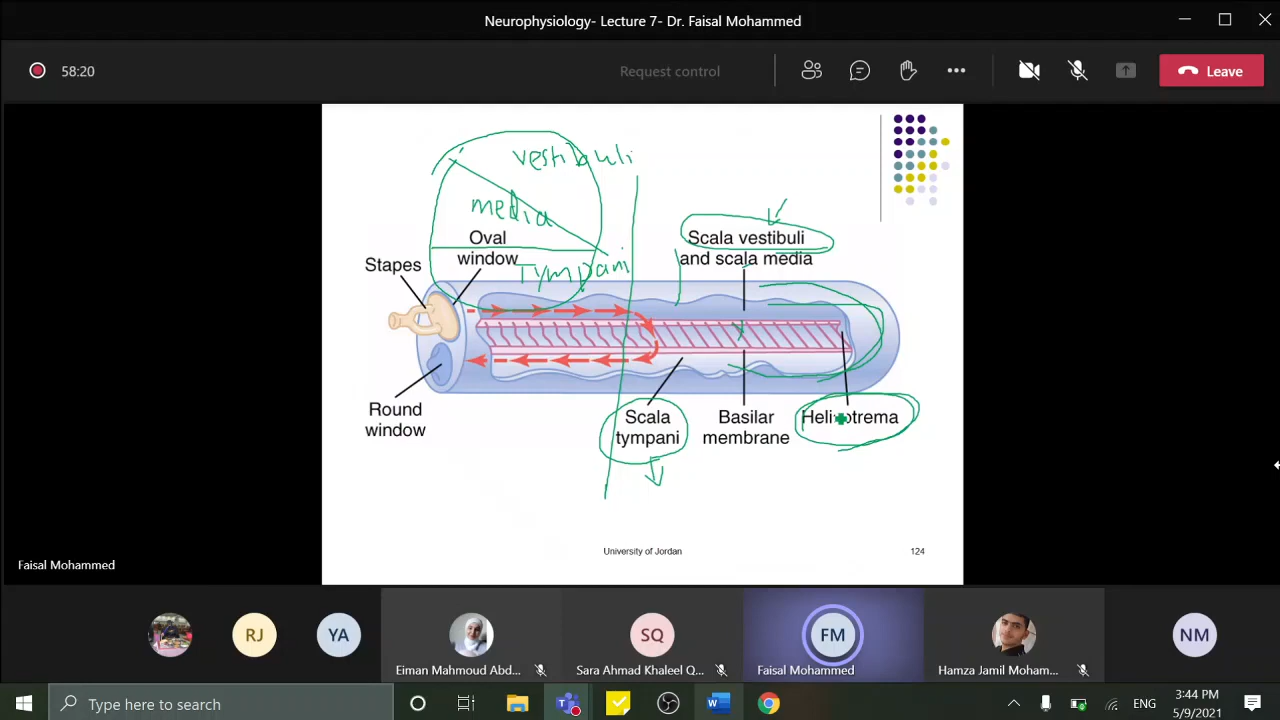 Neurophysiology- Lecture 7- Dr. Faisal Mohammed
58:20
Request control
Leave
vestibuli
media
Tympani
Oval
window
Stapes
Scala vestibuli
and scala media
Round
window
Scala
tympani
Basilar
membrane
Helicotrema
University of Jordan
124
Faisal Mohammed
RJ
YA
SQ
FM
NM
Eiman Mahmoud Abd...
Sara Ahmad Khaleel Q...
Faisal Mohammed
Hamza Jamil Moham...
Type here to search
ENG
3:44 PM
5/9/2021